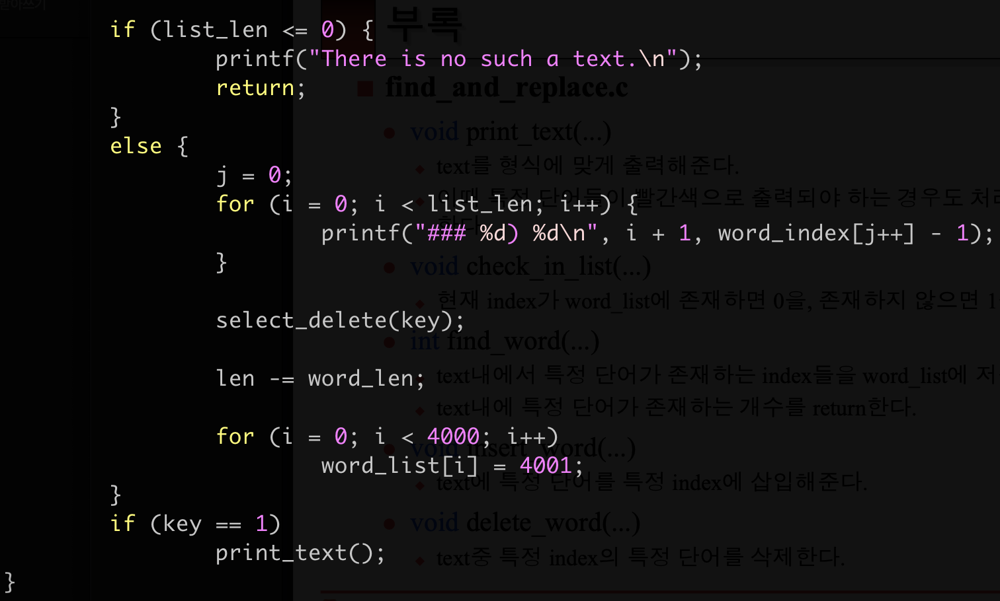 받아쓰기
if (list_len <= 0) {
printf("There is no such a text.\n");
return;
}
else {
j = 0;
for (i = 0; i < list_len; i++) {
printf("### %d) %d\n", i + 1, word_index[j++] - 1);
}
select_delete(key);
len -= word_len;
for (i = 0; i < 4000; i++)
word_list[i] = 4001;
}
if (key == 1)
print_text();
}
부록
find_and_replace.c
void print_text(...)
text를 형식에 맞게 출력해준다.
이때 특정 단어들이 빨간색으로 출력되야 하는 경우도
한다.
void check_in_list(...)
현재 index가 word_list에 존재하면 0을, 존재하지 않으면 1
int find_word(...)
text내에서 특정 단어가 존재하는 index들을 word_list에
text내에 특정 단어가 존재하는 개수를 return한다.
void insert_word(...)
text에 특정 단어를 특정 index에 삽입해준다.
void delete_word(...)
text중 특정 index의 특정 단어를 삭제한다.